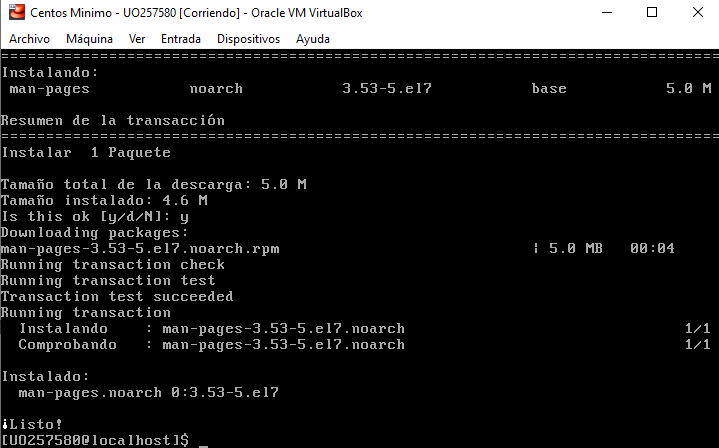 Centos Minimo - UO257580 [Corriendo] - Oracle VM VirtualBox
Archivo Máquina Ver Entrada Dispositivos Ayuda
================================================================================
Instalando:
man-pages noarch 3.53-5.el7 base 5.0 M
Resumen de la transacción
================================================================================
Instalar 1 Paquete
Tamaño total de la descarga: 5.0 M
Tamaño instalado: 4.6 M
Is this ok [y/d/N]: y
Downloading packages:
man-pages-3.53-5.el7.noarch.rpm | 5.0 MB 00:04
Running transaction check
Running transaction test
Transaction test succeeded
Running transaction
Instalando : man-pages-3.53-5.el7.noarch 1/1
Comprobando : man-pages-3.53-5.el7.noarch 1/1
Instalado:
man-pages.noarch 0:3.53-5.el7
¡Listo!
[UO257580@localhost]$ _